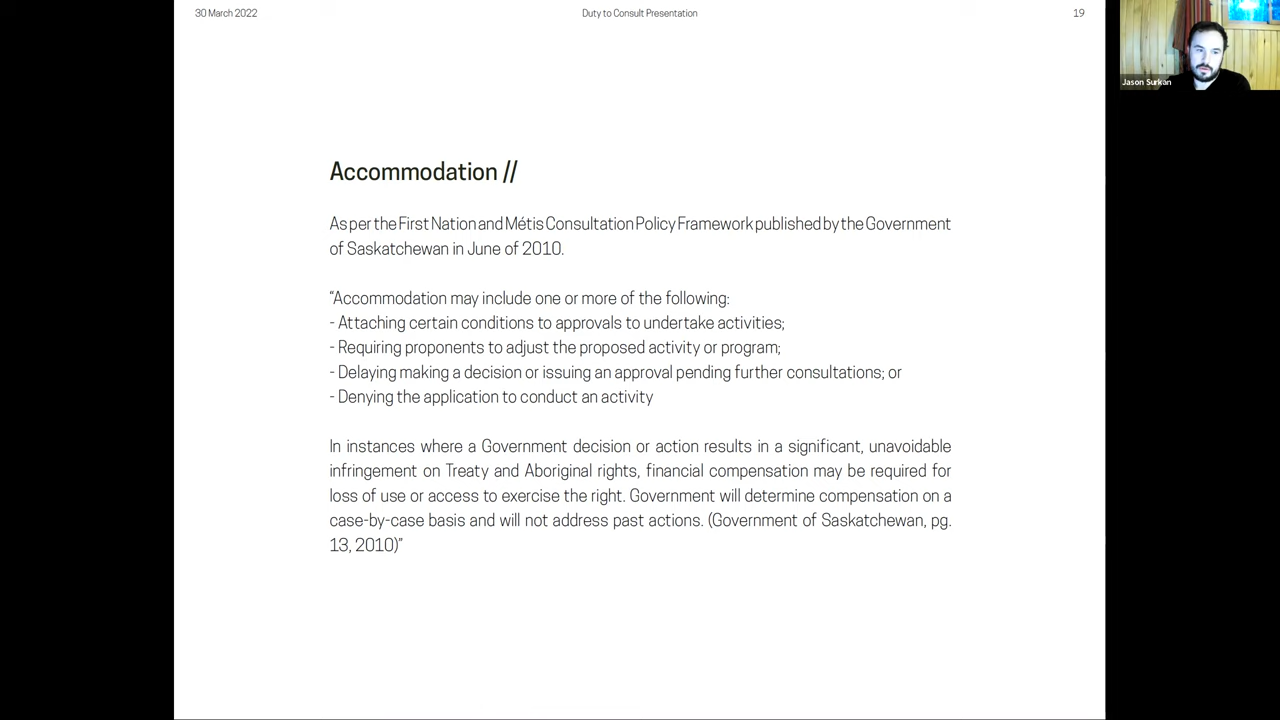 30 March 2022
Duty to Consult Presentation
19
Jason Surkan
Accommodation //
As per the First Nation and Métis Consultation Policy Framework published by the Government
of Saskatchewan in June of 2010.
“Accommodation may include one or more of the following:
- Attaching certain conditions to approvals to undertake activities;
- Requiring proponents to adjust the proposed activity or program;
- Delaying making a decision or issuing an approval pending further consultations; or
- Denying the application to conduct an activity
In instances where a Government decision or action results in a significant, unavoidable
infringement on Treaty and Aboriginal rights, financial compensation may be required for
loss of use or access to exercise the right. Government will determine compensation on a
case-by-case basis and will not address past actions. (Government of Saskatchewan, pg.
13, 2010)”